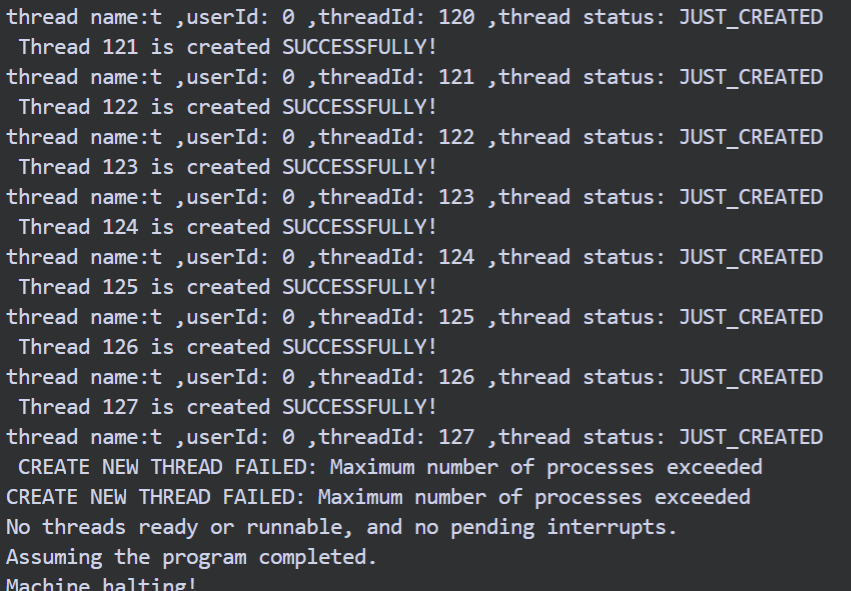 thread name:t ,userId: 0 ,threadId: 120 ,thread status: JUST_CREATED
Thread 121 is created SUCCESSFULLY!
thread name:t ,userId: 0 ,threadId: 121 ,thread status: JUST_CREATED
Thread 122 is created SUCCESSFULLY!
thread name:t ,userId: 0 ,threadId: 122 ,thread status: JUST_CREATED
Thread 123 is created SUCCESSFULLY!
thread name:t ,userId: 0 ,threadId: 123 ,thread status: JUST_CREATED
Thread 124 is created SUCCESSFULLY!
thread name:t ,userId: 0 ,threadId: 124 ,thread status: JUST_CREATED
Thread 125 is created SUCCESSFULLY!
thread name:t ,userId: 0 ,threadId: 125 ,thread status: JUST_CREATED
Thread 126 is created SUCCESSFULLY!
thread name:t ,userId: 0 ,threadId: 126 ,thread status: JUST_CREATED
Thread 127 is created SUCCESSFULLY!
thread name:t ,userId: 0 ,threadId: 127 ,thread status: JUST_CREATED
CREATE NEW THREAD FAILED: Maximum number of processes exceeded
CREATE NEW THREAD FAILED: Maximum number of processes exceeded
No threads ready or runnable, and no pending interrupts.
Assuming the program completed.
Machine halting!